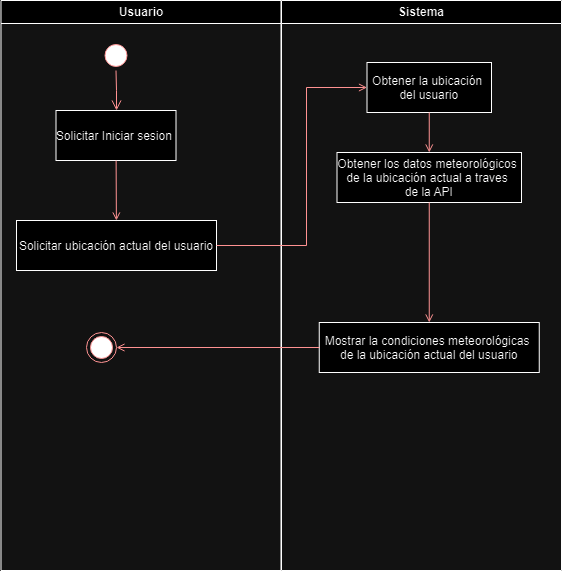 Usuario
Sistema
Solicitar Iniciar sesion
Solicitar ubicación actual del usuario
Obtener la ubicación
del usuario
Obtener los datos meteorológicos
de la ubicación actual a traves
de la API
Mostrar la condiciones meteorológicas
de la ubicación actual del usuario